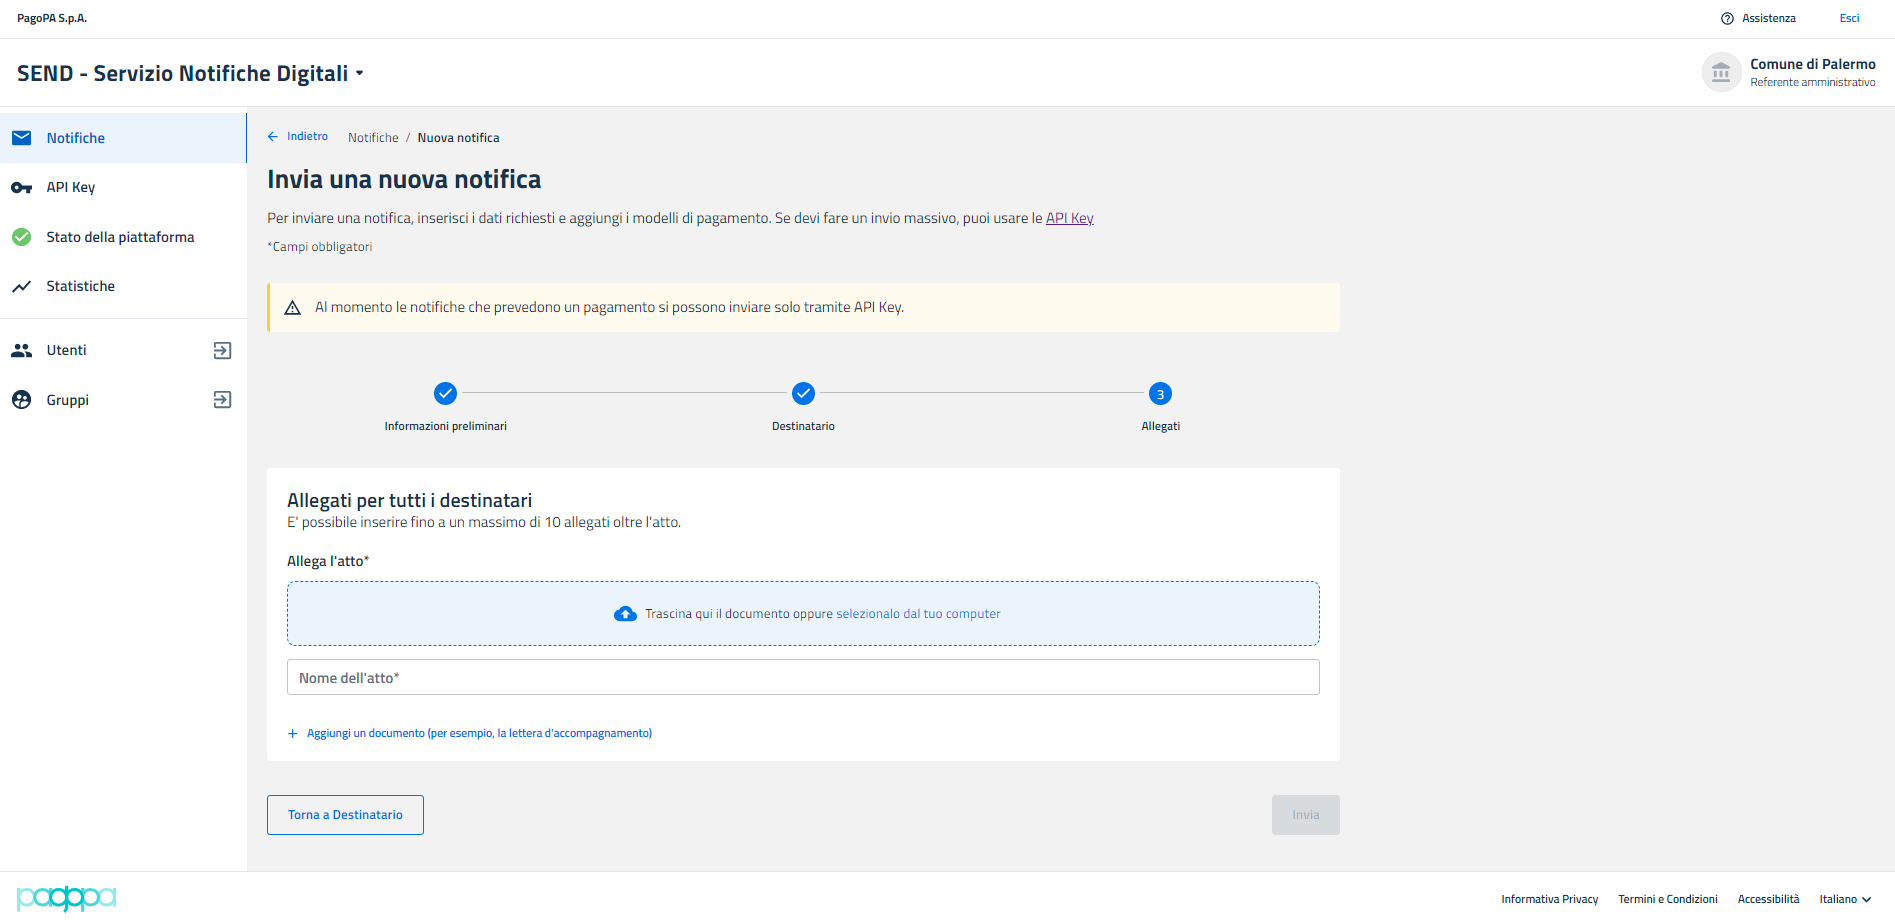 PagoPA S.p.A.
Assistenza
Esci
SEND - Servizio Notifiche Digitali
Comune di Palermo
Referente amministrativo
Notifiche
API Key
Stato della piattaforma
Statistiche
Utenti
Gruppi
Indietro
Notifiche / Nuova notifica
Invia una nuova notifica
Per inviare una notifica, inserisci i dati richiesti e aggiungi i modelli di pagamento. Se devi fare un invio massivo, puoi usare le API Key
*Campi obbligatori
Al momento le notifiche che prevedono un pagamento si possono inviare solo tramite API Key.
Informazioni preliminari
Destinatario
3
Allegati
Allegati per tutti i destinatari
E' possibile inserire fino a un massimo di 10 allegati oltre l'atto.
Allega l'atto*
Trascina qui il documento oppure selezionalo dal tuo computer
Nome dell'atto*
+ Aggiungi un documento (per esempio, la lettera d'accompagnamento)
Torna a Destinatario
Invia
pagopa
Informativa Privacy
Termini e Condizioni
Accessibilità
Italiano